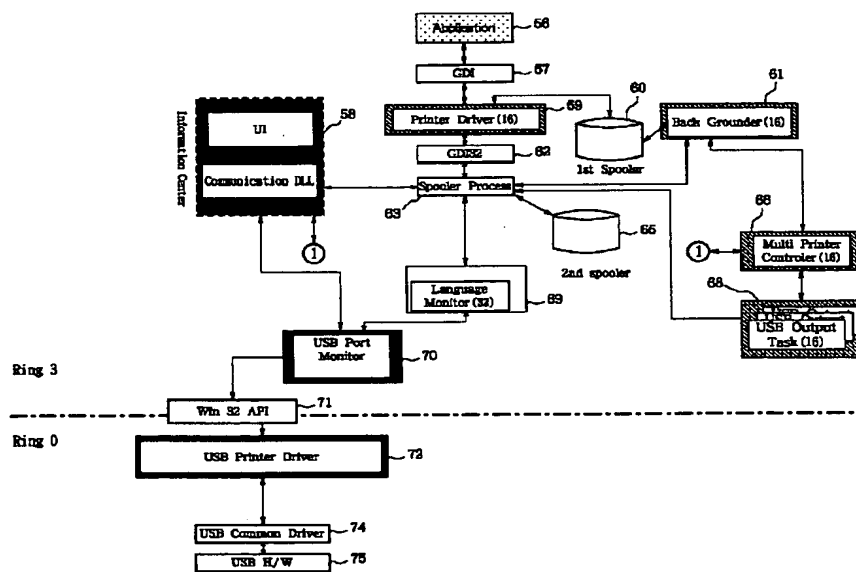 Application
56
GDI
57
Printer Driver (16)
59
60
1st Spooler
61
Back Grounder (16)
Information Center
UI
58
Communication DLL
GDI32
62
Spooler Process
63
66
2nd spooler
1
1
66
Multi Printer
Controler (16)
68
USB Output
Task (16)
Language
Monitor (32)
69
USB Port
Monitor
70
Ring 3
Win 32 API
71
Ring 0
USB Printer Driver
72
USB Common Driver
74
USB H/W
75